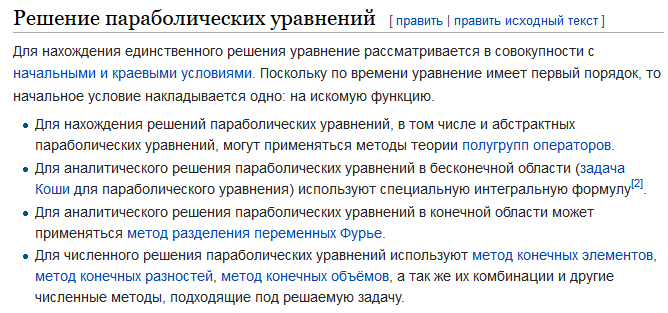 Решение параболических уравнений [ править | править исходный текст ]
Для нахождения единственного решения уравнение рассматривается в совокупности с
начальными и краевыми условиями. Поскольку по времени уравнение имеет первый порядок, то
начальное условие накладывается одно: на искомую функцию.
• Для нахождения решений параболических уравнений, в том числе и абстрактных
параболических уравнений, могут применяться методы теории полугрупп операторов.
• Для аналитического решения параболических уравнений в бесконечной области (задача
Коши для параболического уравнения) используют специальную интегральную формулу[2].
• Для аналитического решения параболических уравнений в конечной области может
применяться метод разделения переменных Фурье.
• Для численного решения параболических уравнений используют метод конечных элементов,
метод конечных разностей, метод конечных объёмов, а так же их комбинации и другие
численные методы, подходящие под решаемую задачу.